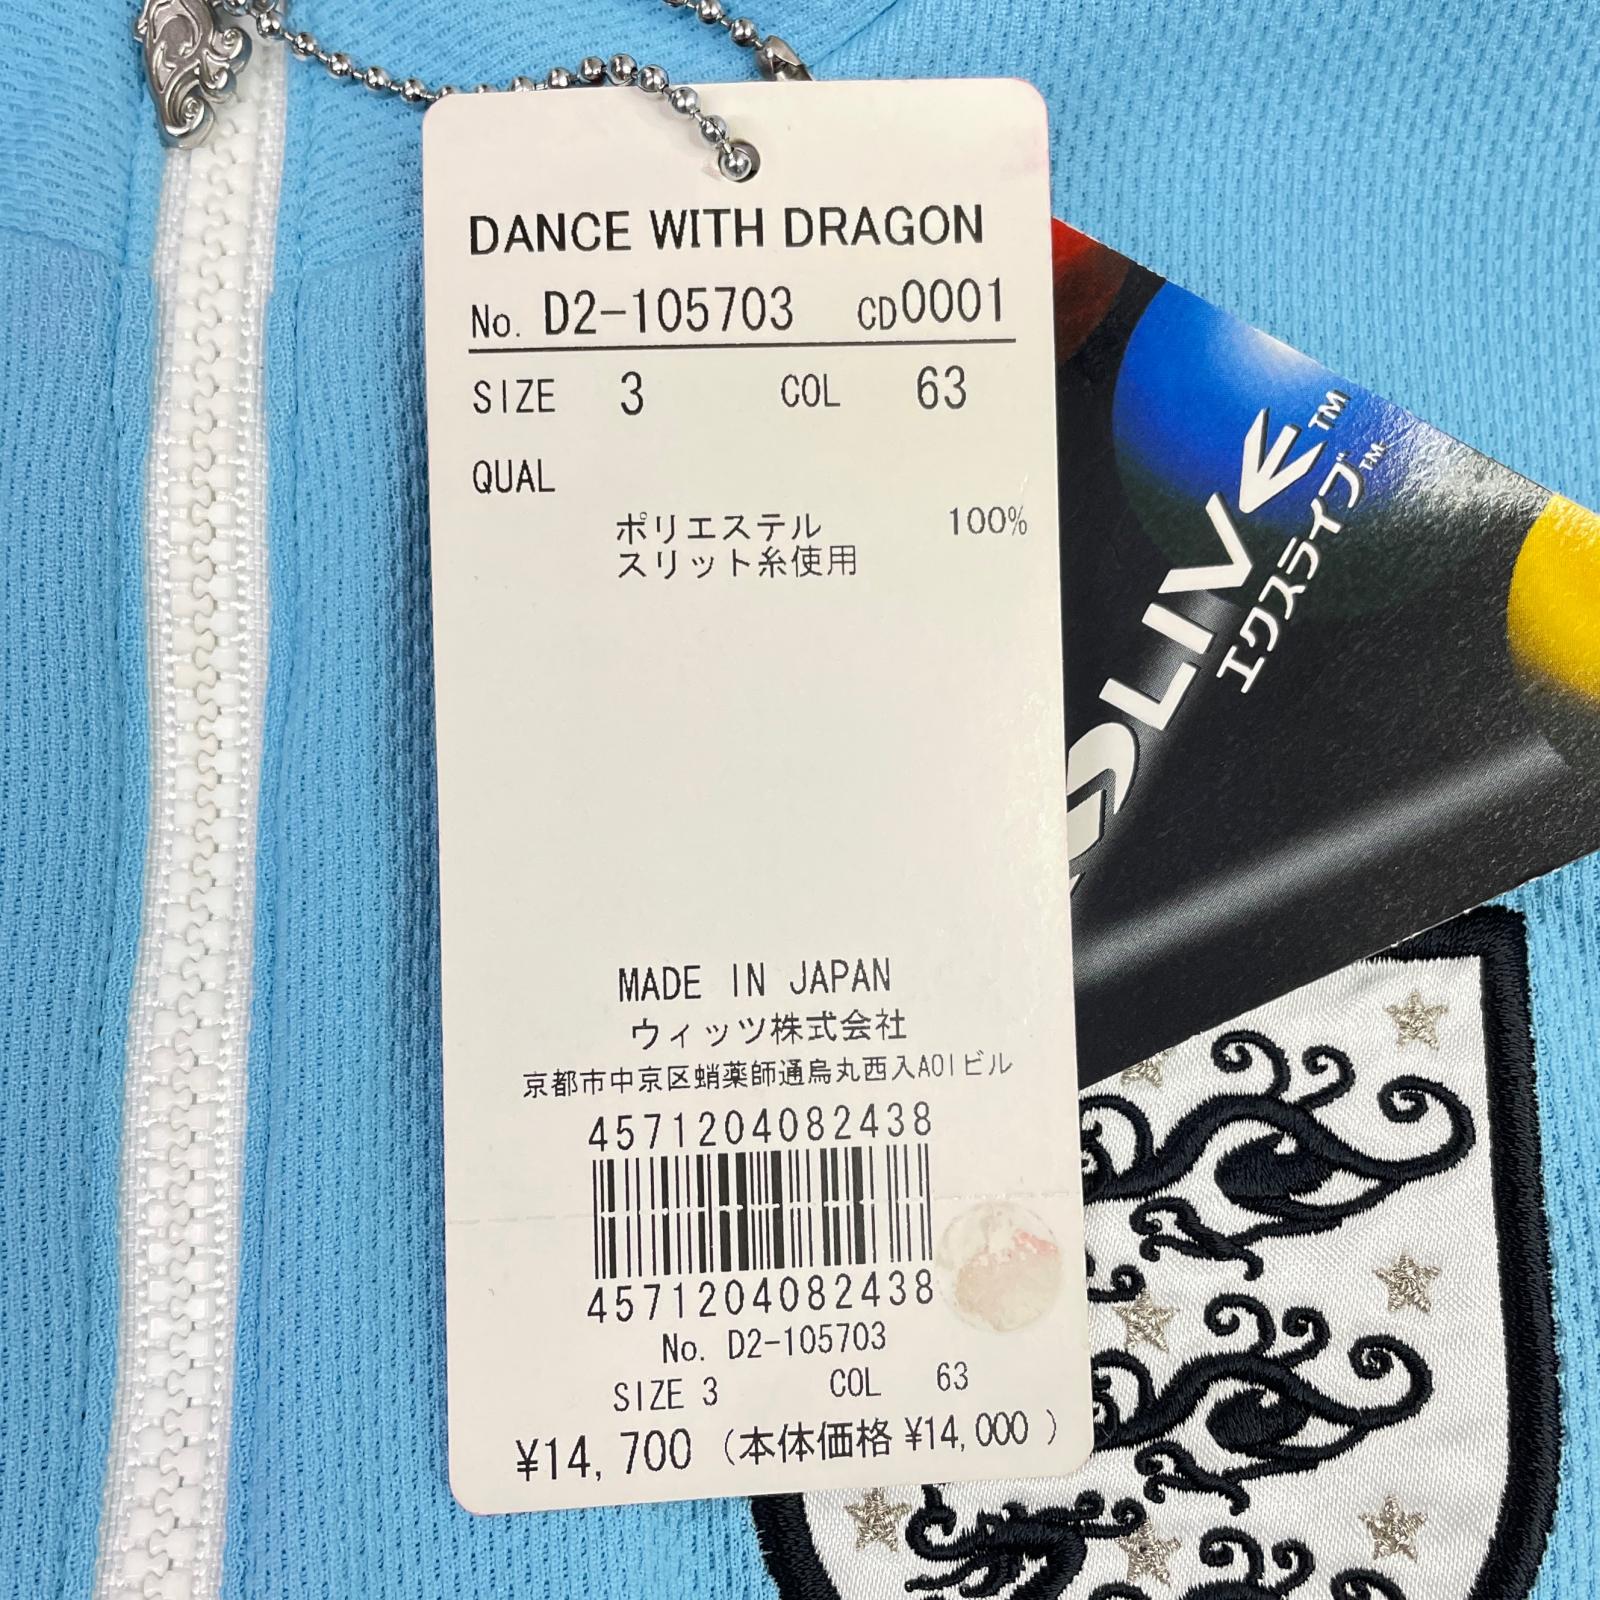 DANCE WITH DRAGON
No. D2-105703 CD0001
SIZE 3 COL 63
QUAL
ポリエステル 100%
スリット糸使用
MADE IN JAPAN
ウィッツ株式会社
京都市中京区蛸薬師通烏丸西入AOIビル
4571204082438
4571204082438
No. D2-105703
SIZE 3 COL 63
¥14,700 (本体価格 ¥14,000 )
SLIVE™
エクスライブ™